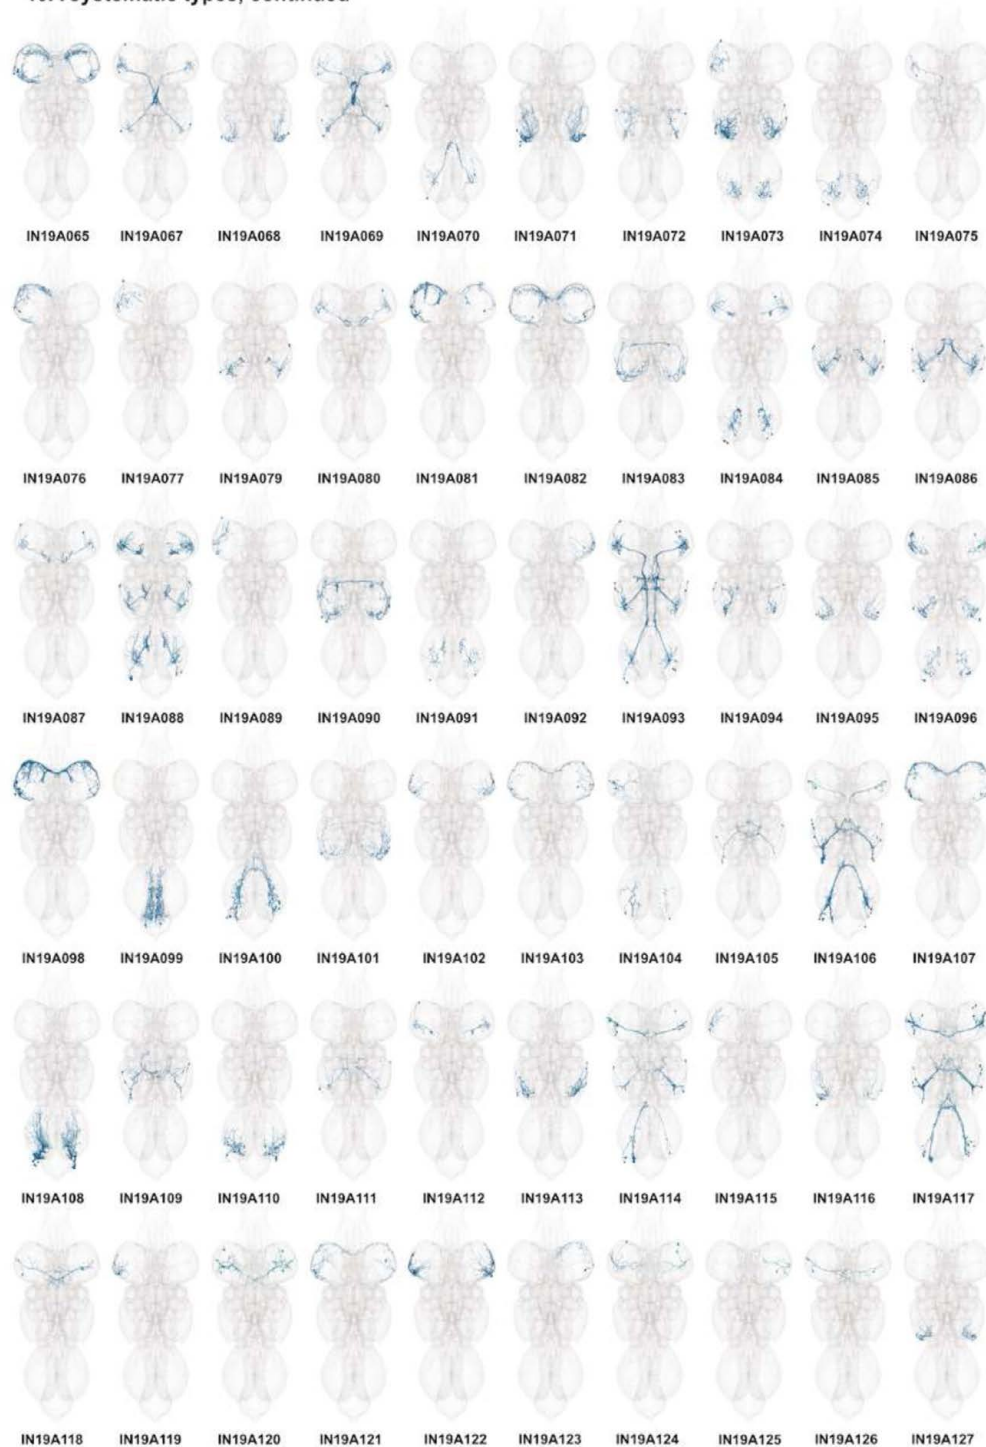 systematic types, continued
IN19A065 IN19A067 IN19A068 IN19A069 IN19A070 IN19A071 IN19A072 IN19A073 IN19A074 IN19A075
IN19A076 IN19A077 IN19A079 IN19A080 IN19A081 IN19A082 IN19A083 IN19A084 IN19A085 IN19A086
IN19A087 IN19A088 IN19A089 IN19A090 IN19A091 IN19A092 IN19A093 IN19A094 IN19A095 IN19A096
IN19A098 IN19A099 IN19A100 IN19A101 IN19A102 IN19A103 IN19A104 IN19A105 IN19A106 IN19A107
IN19A108 IN19A109 IN19A110 IN19A111 IN19A112 IN19A113 IN19A114 IN19A115 IN19A116 IN19A117
IN19A118 IN19A119 IN19A120 IN19A121 IN19A122 IN19A123 IN19A124 IN19A125 IN19A126 IN19A127